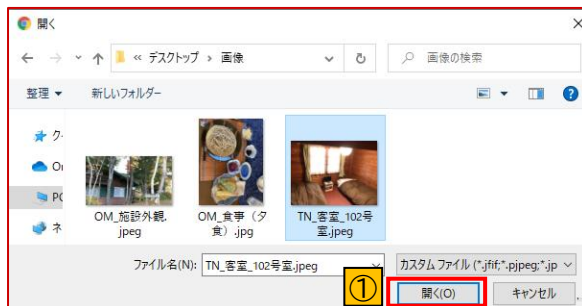 開く
« デスクトップ › 画像
画像の検索
整理
新しいフォルダー
ク
OM_施設外観.
jpeg
OM_食事（夕
食）.jpg
TN_客室_102号
室.jpeg
PC
ネ
ファイル名(N):
TN_客室_102号室.jpeg
カスタム ファイル (*.jfif;*.pjpeg;*.jp
①
開く(O)
キャンセル